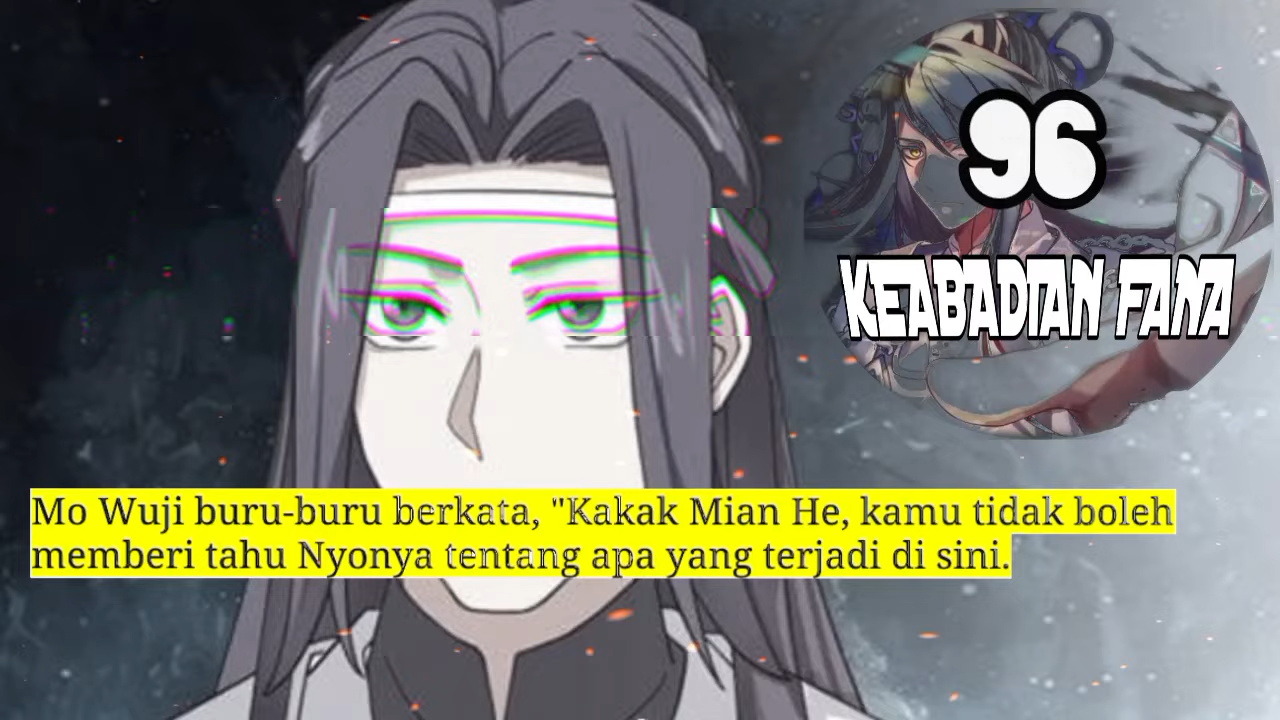 96
KEABADIAN FANA
Mo Wuji buru-buru berkata, "Kakak Mian He, kamu tidak boleh
memberi tahu Nyonya tentang apa yang terjadi di sini.